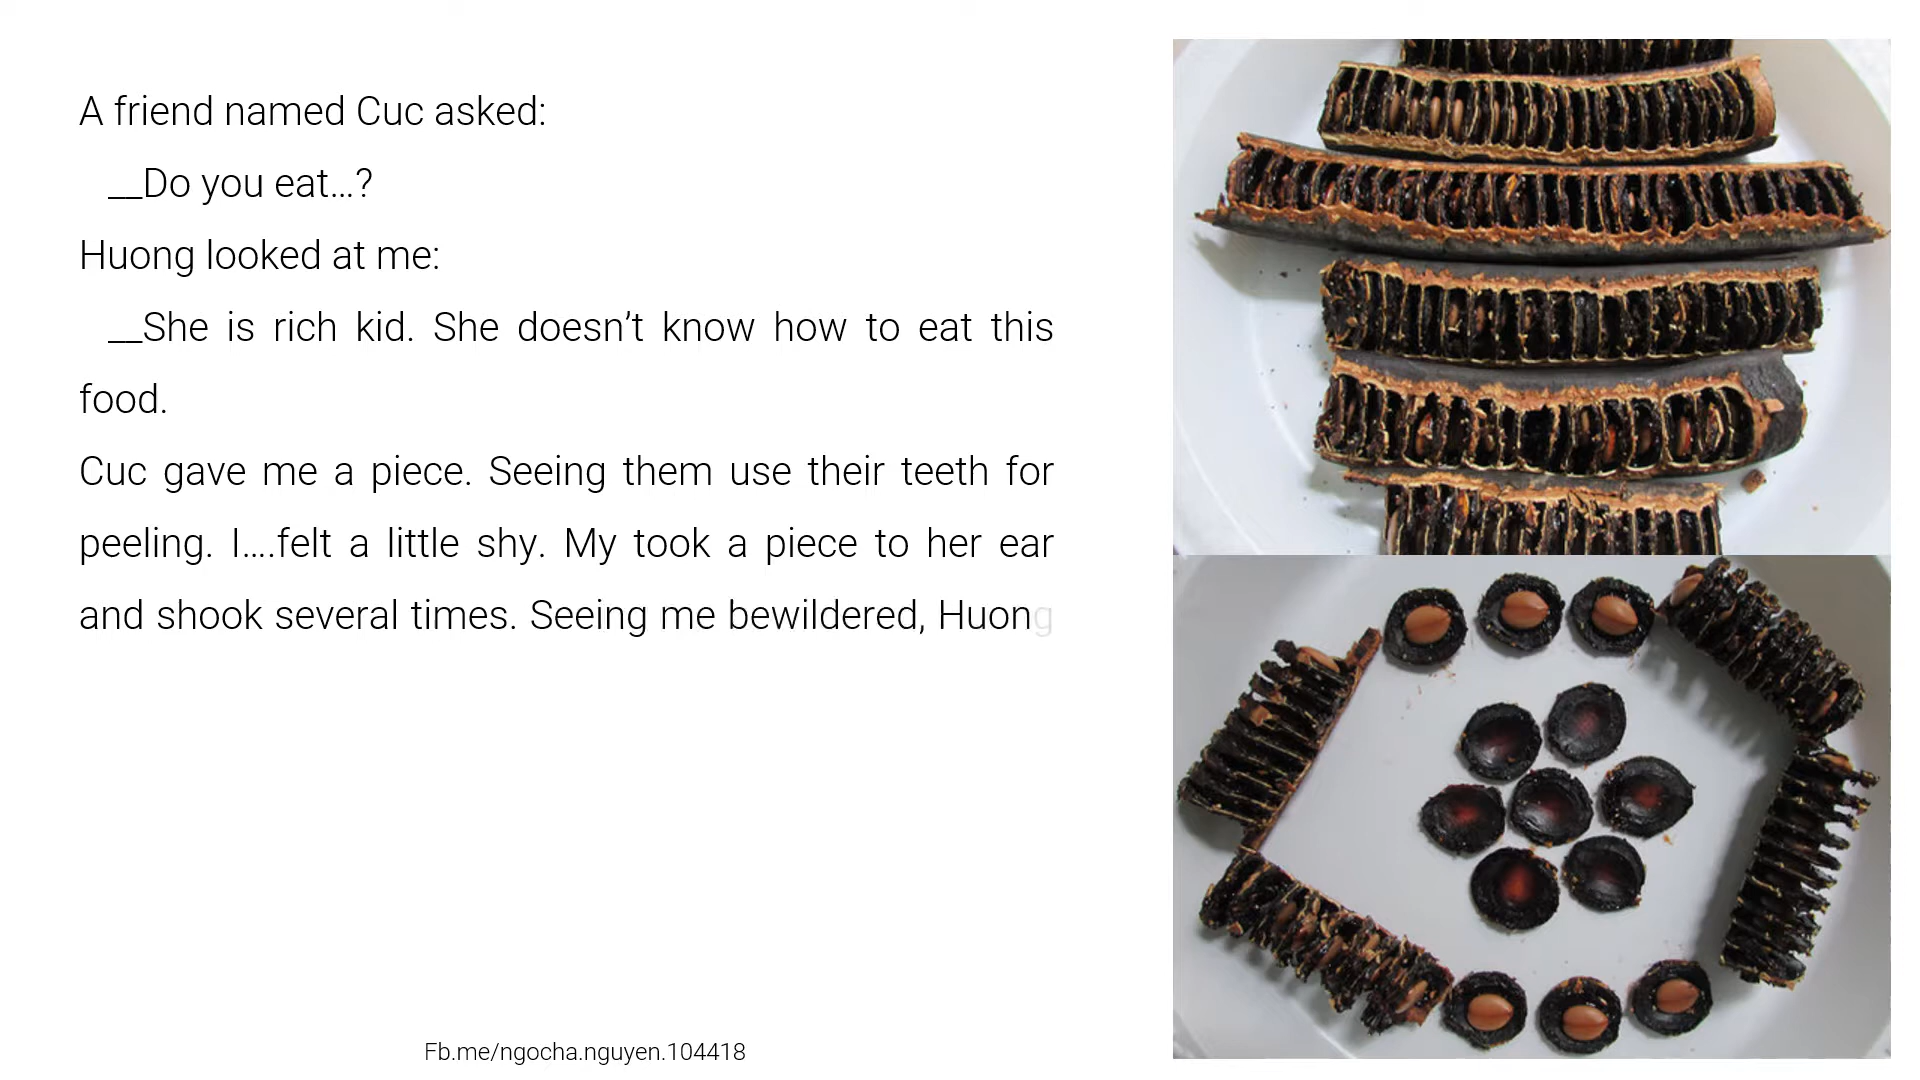 A friend named Cuc asked:
__Do you eat...?
Huong looked at me:
__She is rich kid. She doesn’t know how to eat this
food.
Cuc gave me a piece. Seeing them use their teeth for
peeling. I....felt a little shy. My took a piece to her ear
and shook several times. Seeing me bewildered, Huong
Fb.me/ngocha.nguyen.104418